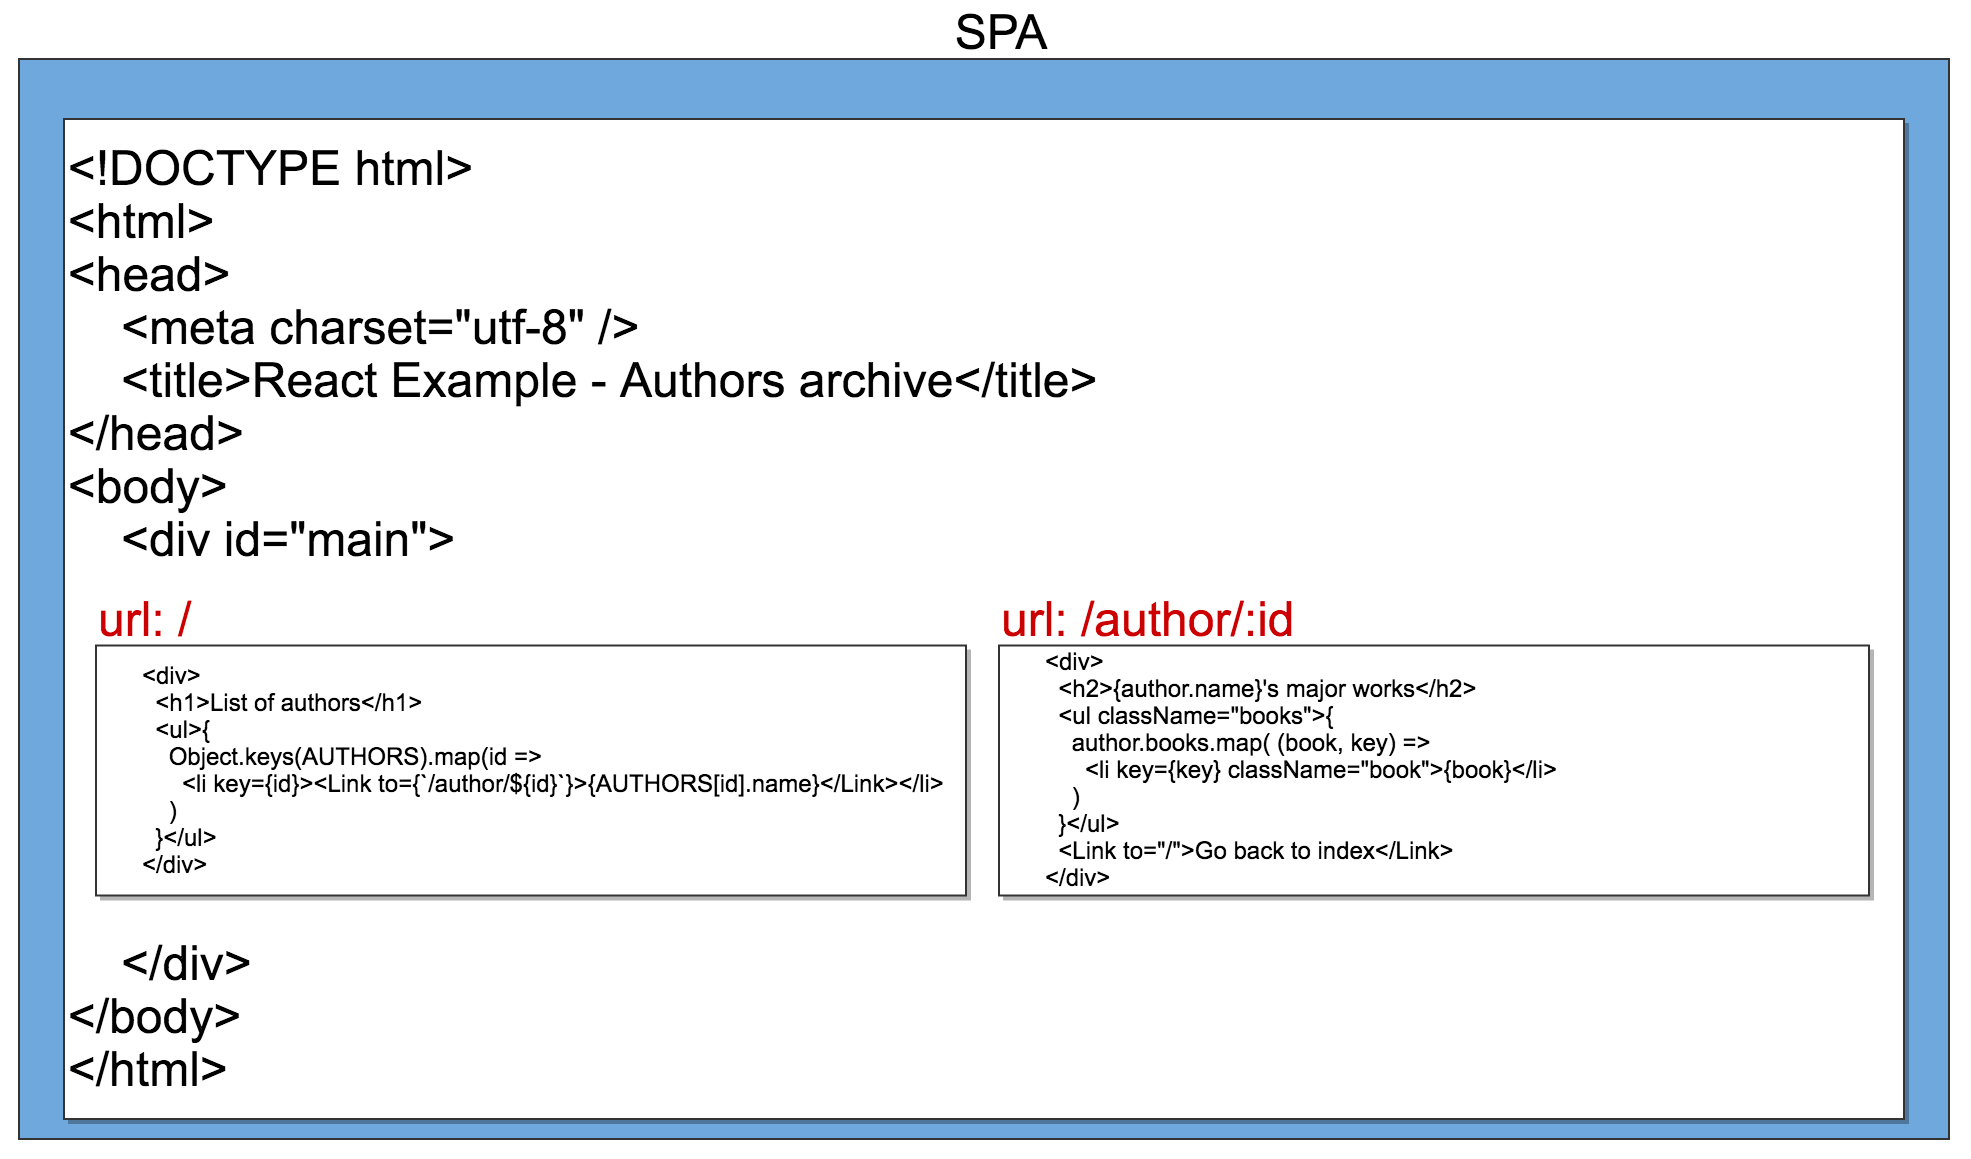 SPA
<!DOCTYPE html>
<html>
<head>
<meta charset="utf-8" />
<title>React Example - Authors archive</title>
</head>
<body>
<div id="main">
url: /
<div>
<h1>List of authors</h1>
<ul>{
Object.keys(AUTHORS).map(id =>
<li key={id}><Link to={`/author/${id}`}>{AUTHORS[id].name}</Link></li>
)
}</ul>
</div>
url: /author/:id
<div>
<h2>{author.name}'s major works</h2>
<ul className="books">{
author.books.map( (book, key) =>
<li key={key} className="book">{book}</li>
)
}</ul>
<Link to="/">Go back to index</Link>
</div>
</div>
</body>
</html>